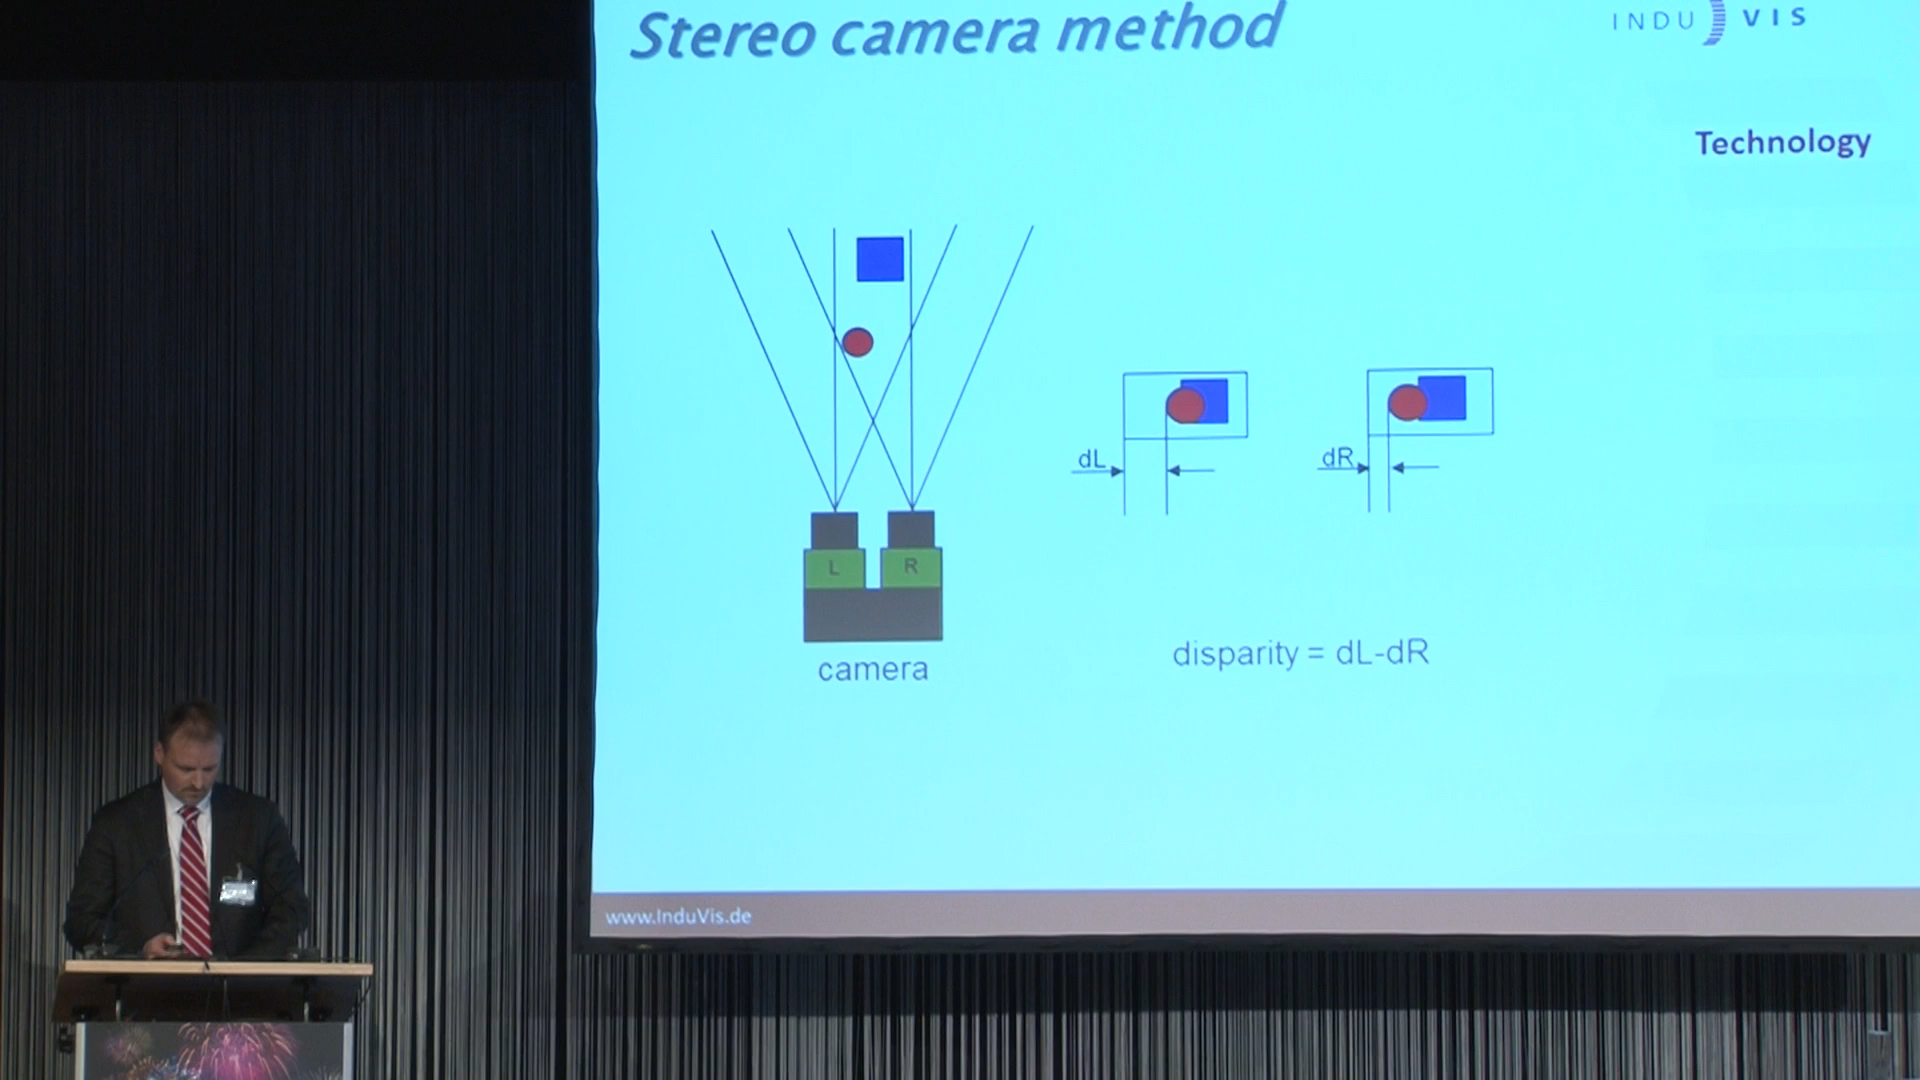 Stereo camera method
INDU VIS
Technology
dL
dR
L
R
camera
disparity = dL-dR
www.InduVis.de